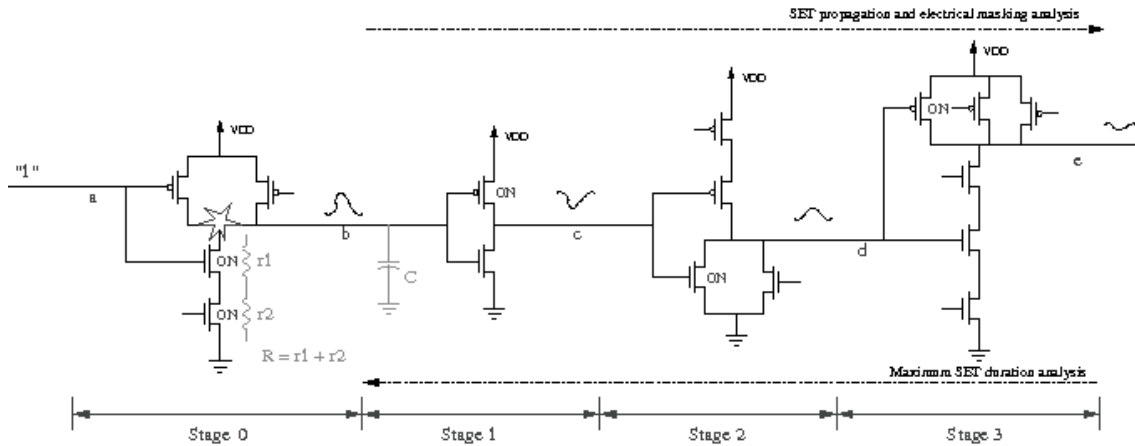 SET propagation and electrical masking analysis
VDD
VDD
ON
VDD
VDD
"1"
a
ON
b
c
e
ON
r1
C
ON
d
ON
r2
R = r1 + r2
Maximum SET duration analysis
Stage 0
Stage 1
Stage 2
Stage 3